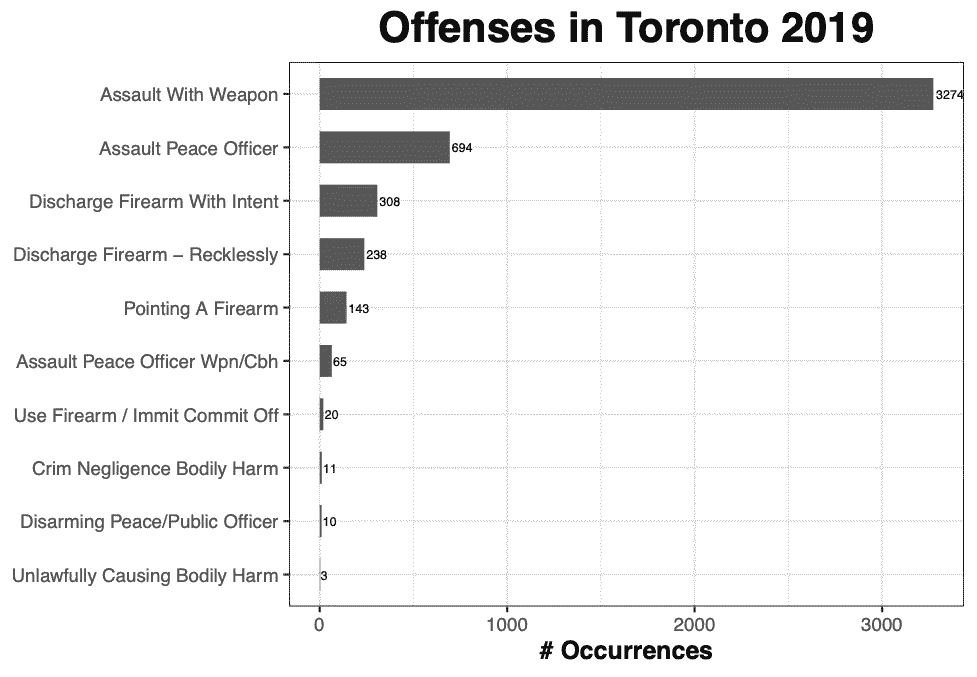 Offenses in Toronto 2019
Assault With Weapon 3274
Assault Peace Officer 694
Discharge Firearm With Intent 308
Discharge Firearm – Recklessly 238
Pointing A Firearm 143
Assault Peace Officer Wpn/Cbh 65
Use Firearm / Immit Commit Off 20
Crim Negligence Bodily Harm 11
Disarming Peace/Public Officer 10
Unlawfully Causing Bodily Harm 3
0 1000 2000 3000
# Occurrences